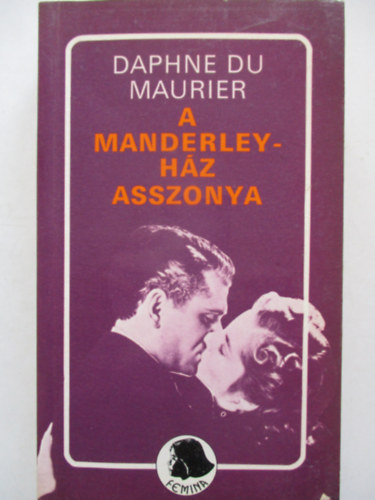 DAPHNE DU
MAURIER
A
MANDERLEY-
HÁZ
ASSZONYA
FEMINA